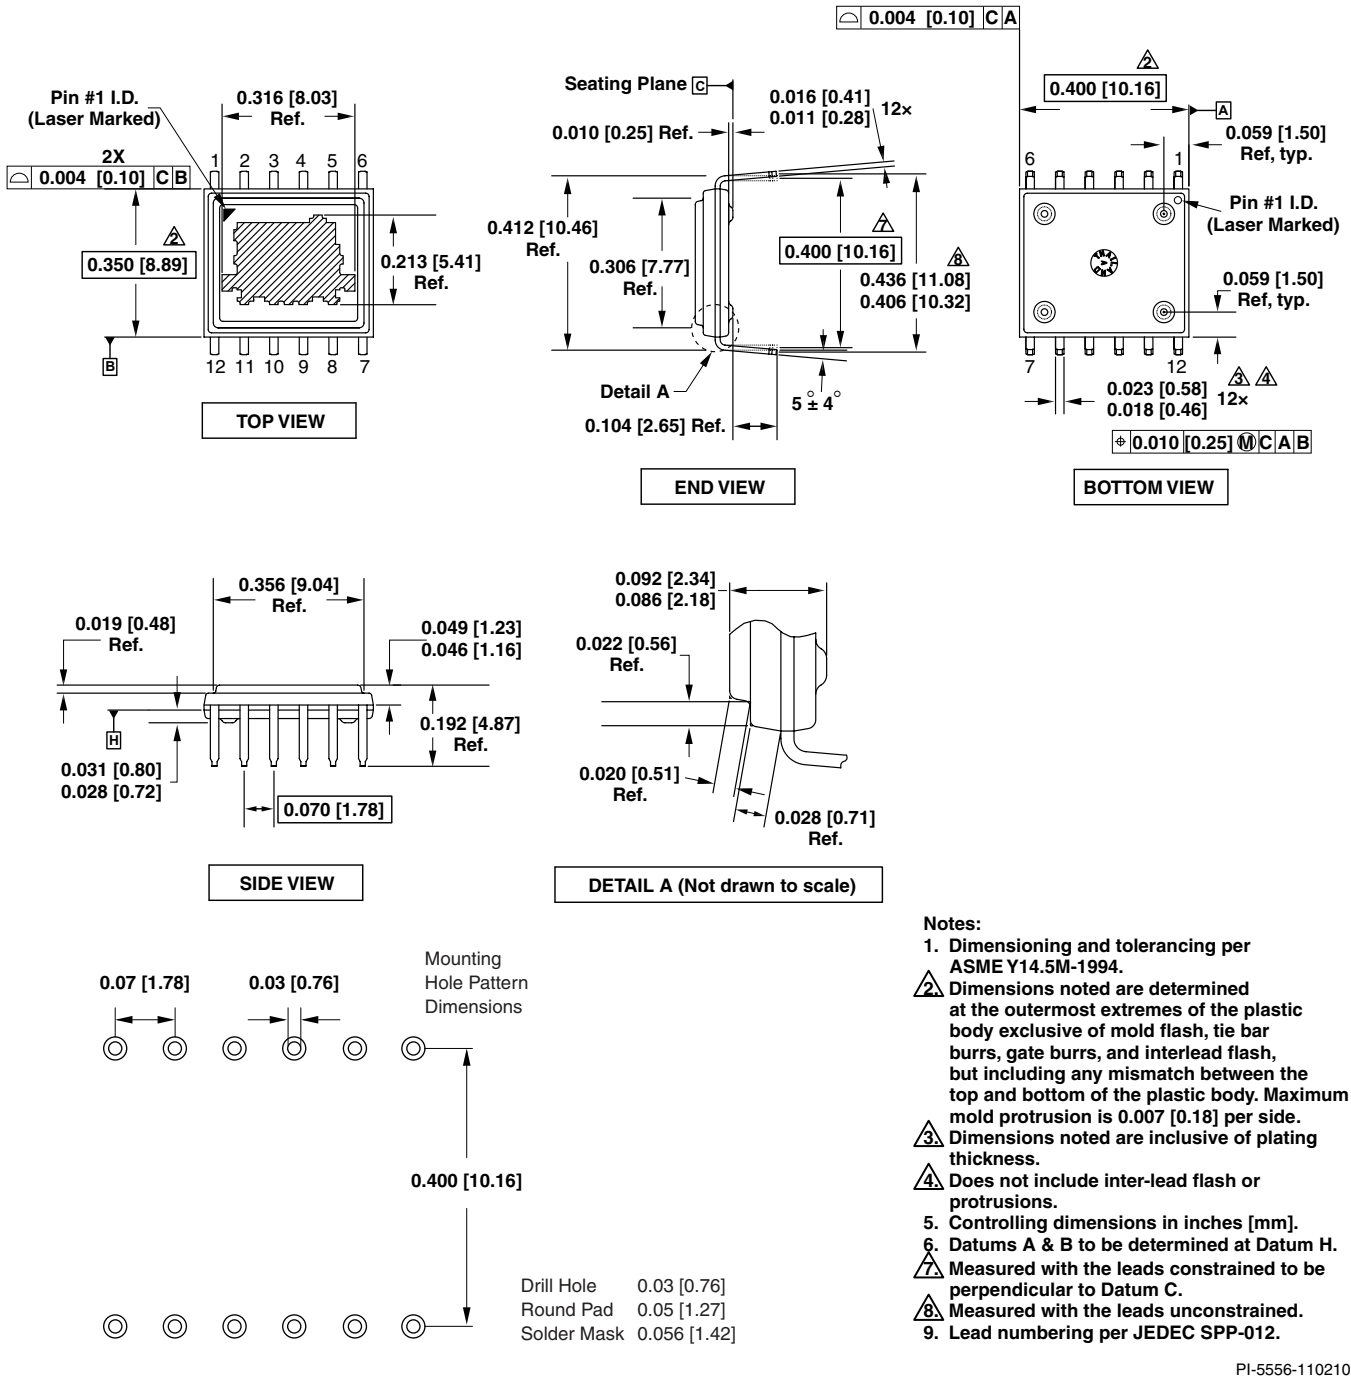 0.004 [0.10] C A
Pin #1 I.D.
(Laser Marked)
0.316 [8.03]
Ref.
2X
0.004 [0.10] C B
1 2 3 4 5 6
2
0.350 [8.89]
0.213 [5.41]
Ref.
B
12 11 10 9 8 7
TOP VIEW
Seating Plane C
0.010 [0.25] Ref.
0.016 [0.41]
0.011 [0.28]
12×
0.412 [10.46]
Ref.
0.306 [7.77]
Ref.
7
0.400 [10.16]
8
0.436 [11.08]
0.406 [10.32]
Detail A
5° ± 4°
0.104 [2.65] Ref.
END VIEW
2
0.400 [10.16]
A
0.059 [1.50]
Ref, typ.
6 1
Pin #1 I.D.
(Laser Marked)
0.059 [1.50]
Ref, typ.
7 12
0.023 [0.58]
0.018 [0.46]
12×
3 4
⌖ 0.010 [0.25] Ⓜ C A B
BOTTOM VIEW
0.356 [9.04]
Ref.
0.019 [0.48]
Ref.
0.049 [1.23]
0.046 [1.16]
0.192 [4.87]
Ref.
H
0.031 [0.80]
0.028 [0.72]
0.070 [1.78]
SIDE VIEW
0.092 [2.34]
0.086 [2.18]
0.022 [0.56]
Ref.
0.020 [0.51]
Ref.
0.028 [0.71]
Ref.
DETAIL A (Not drawn to scale)
Mounting
Hole Pattern
Dimensions
0.07 [1.78]
0.03 [0.76]
0.400 [10.16]
Drill Hole 0.03 [0.76]
Round Pad 0.05 [1.27]
Solder Mask 0.056 [1.42]
Notes:
1. Dimensioning and tolerancing per
ASME Y14.5M-1994.
2. Dimensions noted are determined
at the outermost extremes of the plastic
body exclusive of mold flash, tie bar
burrs, gate burrs, and interlead flash,
but including any mismatch between the
top and bottom of the plastic body. Maximum
mold protrusion is 0.007 [0.18] per side.
3. Dimensions noted are inclusive of plating
thickness.
4. Does not include inter-lead flash or
protrusions.
5. Controlling dimensions in inches [mm].
6. Datums A & B to be determined at Datum H.
7. Measured with the leads constrained to be
perpendicular to Datum C.
8. Measured with the leads unconstrained.
9. Lead numbering per JEDEC SPP-012.
PI-5556-110210